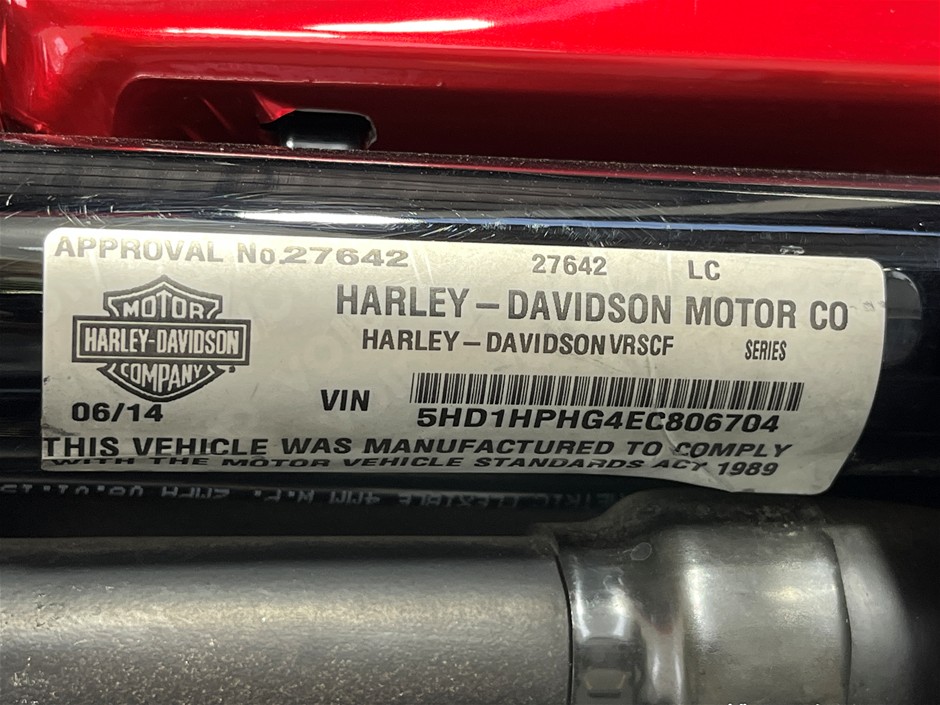 APPROVAL No.27642 27642 LC
MOTOR
HARLEY-DAVIDSON
COMPANY
HARLEY – DAVIDSON MOTOR CO
HARLEY – DAVIDSON VRSCF SERIES
06/14
VIN 5HD1HPHG4EC806704
THIS VEHICLE WAS MANUFACTURED TO COMPLY
WITH THE MOTOR VEHICLE STANDARDS ACT 1989